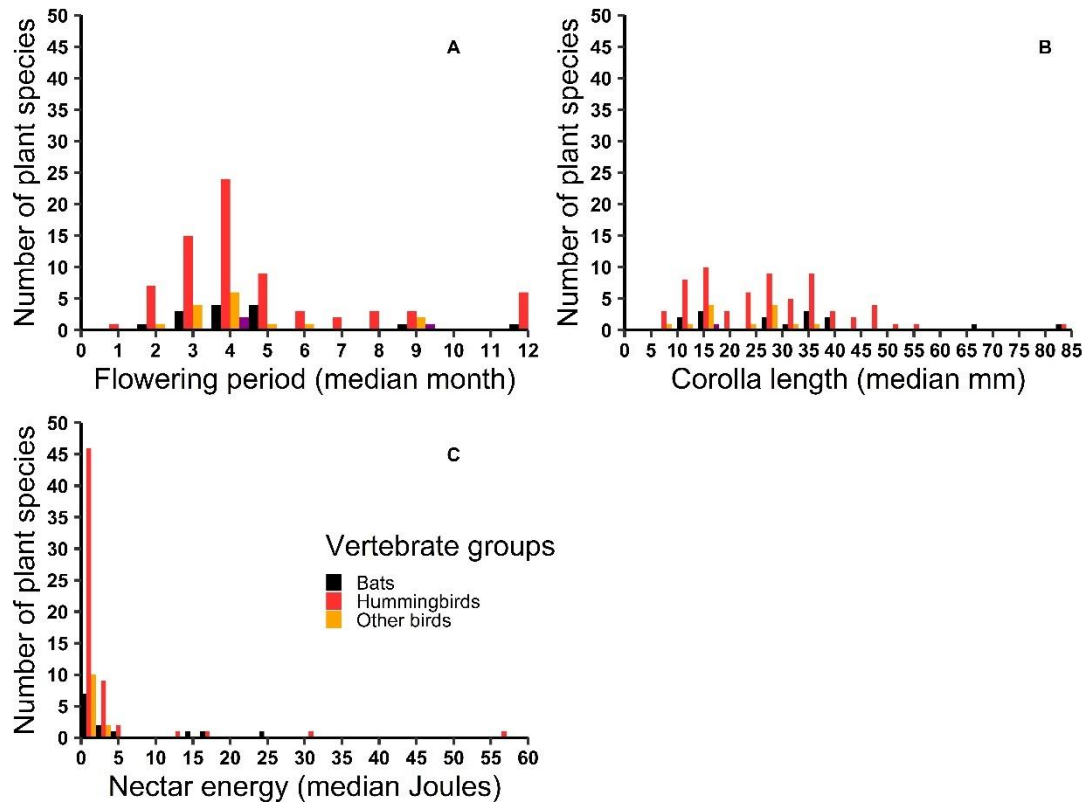 A
50
45
40
35
30
25
20
15
10
5
0
Number of plant species
0 1 2 3 4 5 6 7 8 9 10 11 12
Flowering period (median month)
B
50
45
40
35
30
25
20
15
10
5
0
Number of plant species
0 5 10 15 20 25 30 35 40 45 50 55 60 65 70 75 80 85
Corolla length (median mm)
C
50
45
40
35
30
25
20
15
10
5
0
Number of plant species
Vertebrate groups
Bats
Hummingbirds
Other birds
0 5 10 15 20 25 30 35 40 45 50 55 60
Nectar energy (median Joules)